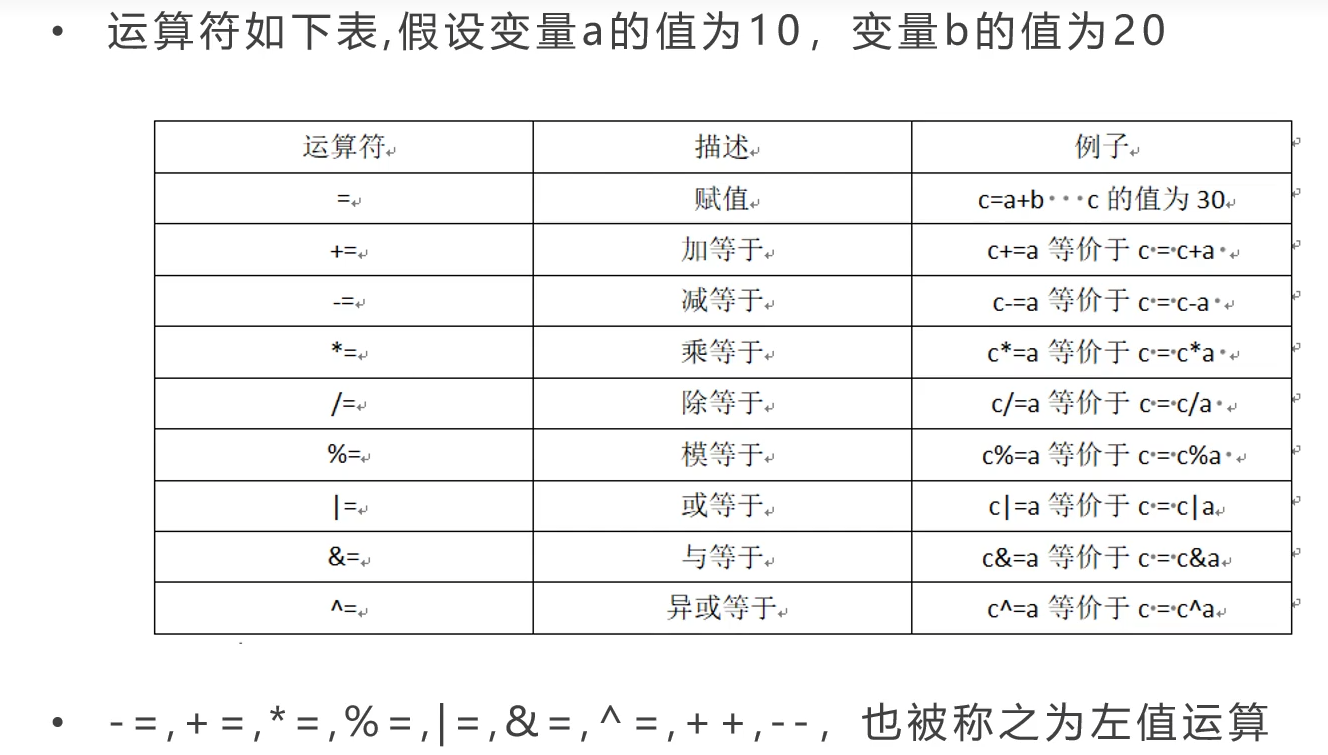 • 运算符如下表,假设变量a的值为10，变量b的值为20
运算符 描述 例子
= 赋值 c=a+b···c 的值为 30
+= 加等于 c+=a 等价于 c·=·c+a·
-= 减等于 c-=a 等价于 c·=·c-a·
*= 乘等于 c*=a 等价于 c·=·c*a·
/= 除等于 c/=a 等价于 c·=·c/a·
%= 模等于 c%=a 等价于 c·=·c%a·
|= 或等于 c|=a 等价于 c·=·c|a
&= 与等于 c&=a 等价于 c·=·c&a
^= 异或等于 c^=a 等价于 c·=·c^a
• -=,+=,*=,%=,|=,&=,^=,++,--，也被称之为左值运算